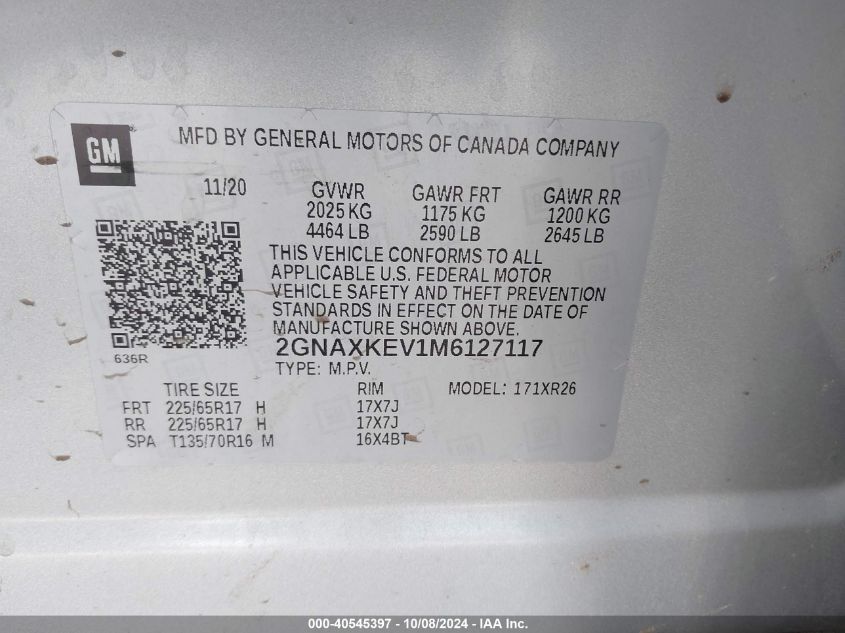 GM
MFD BY GENERAL MOTORS OF CANADA COMPANY
11/20 GVWR GAWR FRT GAWR RR
2025 KG 1175 KG 1200 KG
4464 LB 2590 LB 2645 LB
THIS VEHICLE CONFORMS TO ALL
APPLICABLE U.S. FEDERAL MOTOR
VEHICLE SAFETY AND THEFT PREVENTION
STANDARDS IN EFFECT ON THE DATE OF
MANUFACTURE SHOWN ABOVE.
636R
2GNAXKEV1M6127117
TYPE: M.P.V.
TIRE SIZE RIM MODEL: 171XR26
FRT 225/65R17 H 17X7J
RR 225/65R17 H 17X7J
SPA T135/70R16 M 16X4BT
000-40545397 - 10/08/2024 - IAA Inc.